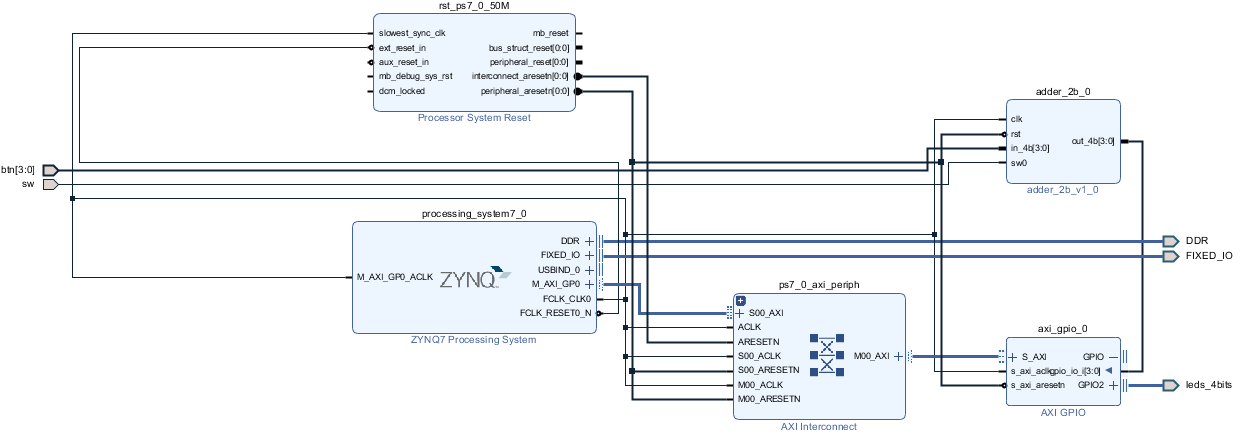 rst_ps7_0_50M
slowest_sync_clk
ext_reset_in
aux_reset_in
mb_debug_sys_rst
dcm_locked
mb_reset
bus_struct_reset[0:0]
peripheral_reset[0:0]
interconnect_aresetn[0:0]
peripheral_aresetn[0:0]
Processor System Reset
adder_2b_0
clk
rst
in_4b[3:0]
sw0
out_4b[3:0]
adder_2b_v1_0
btn[3:0]
sw
processing_system7_0
M_AXI_GP0_ACLK
ZYNQ
DDR
FIXED_IO
USBIND_0
M_AXI_GP0
FCLK_CLK0
FCLK_RESET0_N
ZYNQ7 Processing System
DDR
FIXED_IO
ps7_0_axi_periph
S00_AXI
ACLK
ARESETN
S00_ACLK
S00_ARESETN
M00_ACLK
M00_ARESETN
M00_AXI
AXI Interconnect
axi_gpio_0
S_AXI
s_axi_aclk
s_axi_aresetn
GPIO
gpio_io_i[3:0]
GPIO2
AXI GPIO
leds_4bits